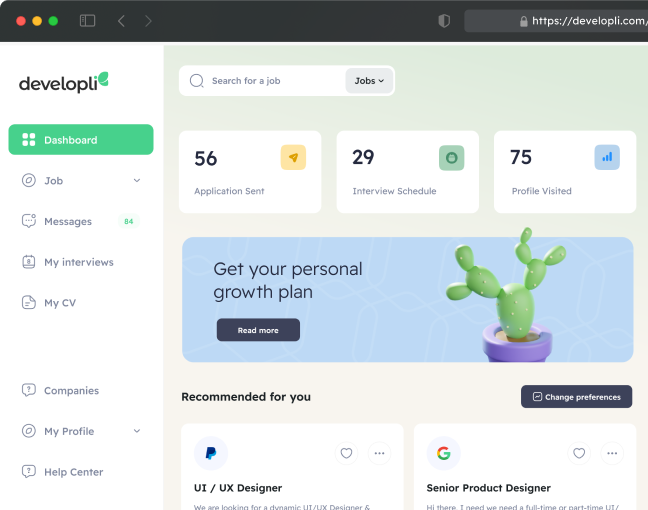 https://developli.com/
developli
Search for a job
Jobs
Dashboard
Job
Messages 84
My interviews
My CV
Companies
My Profile
Help Center
56
Application Sent
29
Interview Schedule
75
Profile Visited
Get your personal
growth plan
Read more
Recommended for you
Change preferences
UI / UX Designer
We are looking for a dynamic UI/UX Designer &
Senior Product Designer
Hi there, I need we need a full-time or part-time UI/